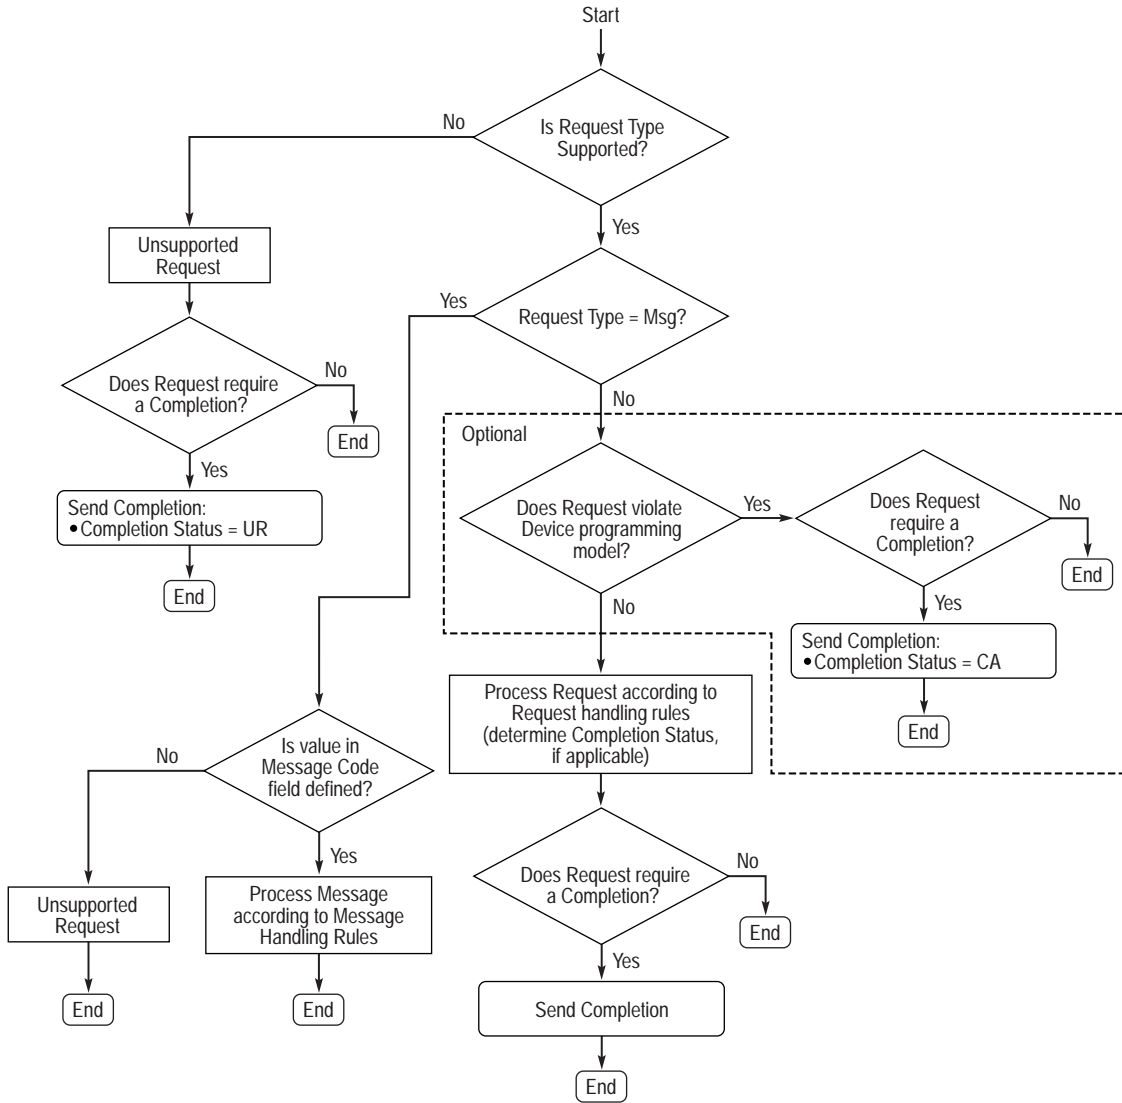 Start
Is Request Type
Supported?
No
Yes
Unsupported
Request
Request Type = Msg?
Yes
No
Does Request require
a Completion?
No
End
Yes
Send Completion:
• Completion Status = UR
End
Optional
Does Request violate
Device programming
model?
Yes
No
Does Request
require a
Completion?
No
End
Yes
Send Completion:
• Completion Status = CA
End
Process Request according to
Request handling rules
(determine Completion Status,
if applicable)
Is value in
Message Code
field defined?
No
Yes
Unsupported
Request
End
Process Message
according to Message
Handling Rules
End
Does Request require
a Completion?
No
End
Yes
Send Completion
End